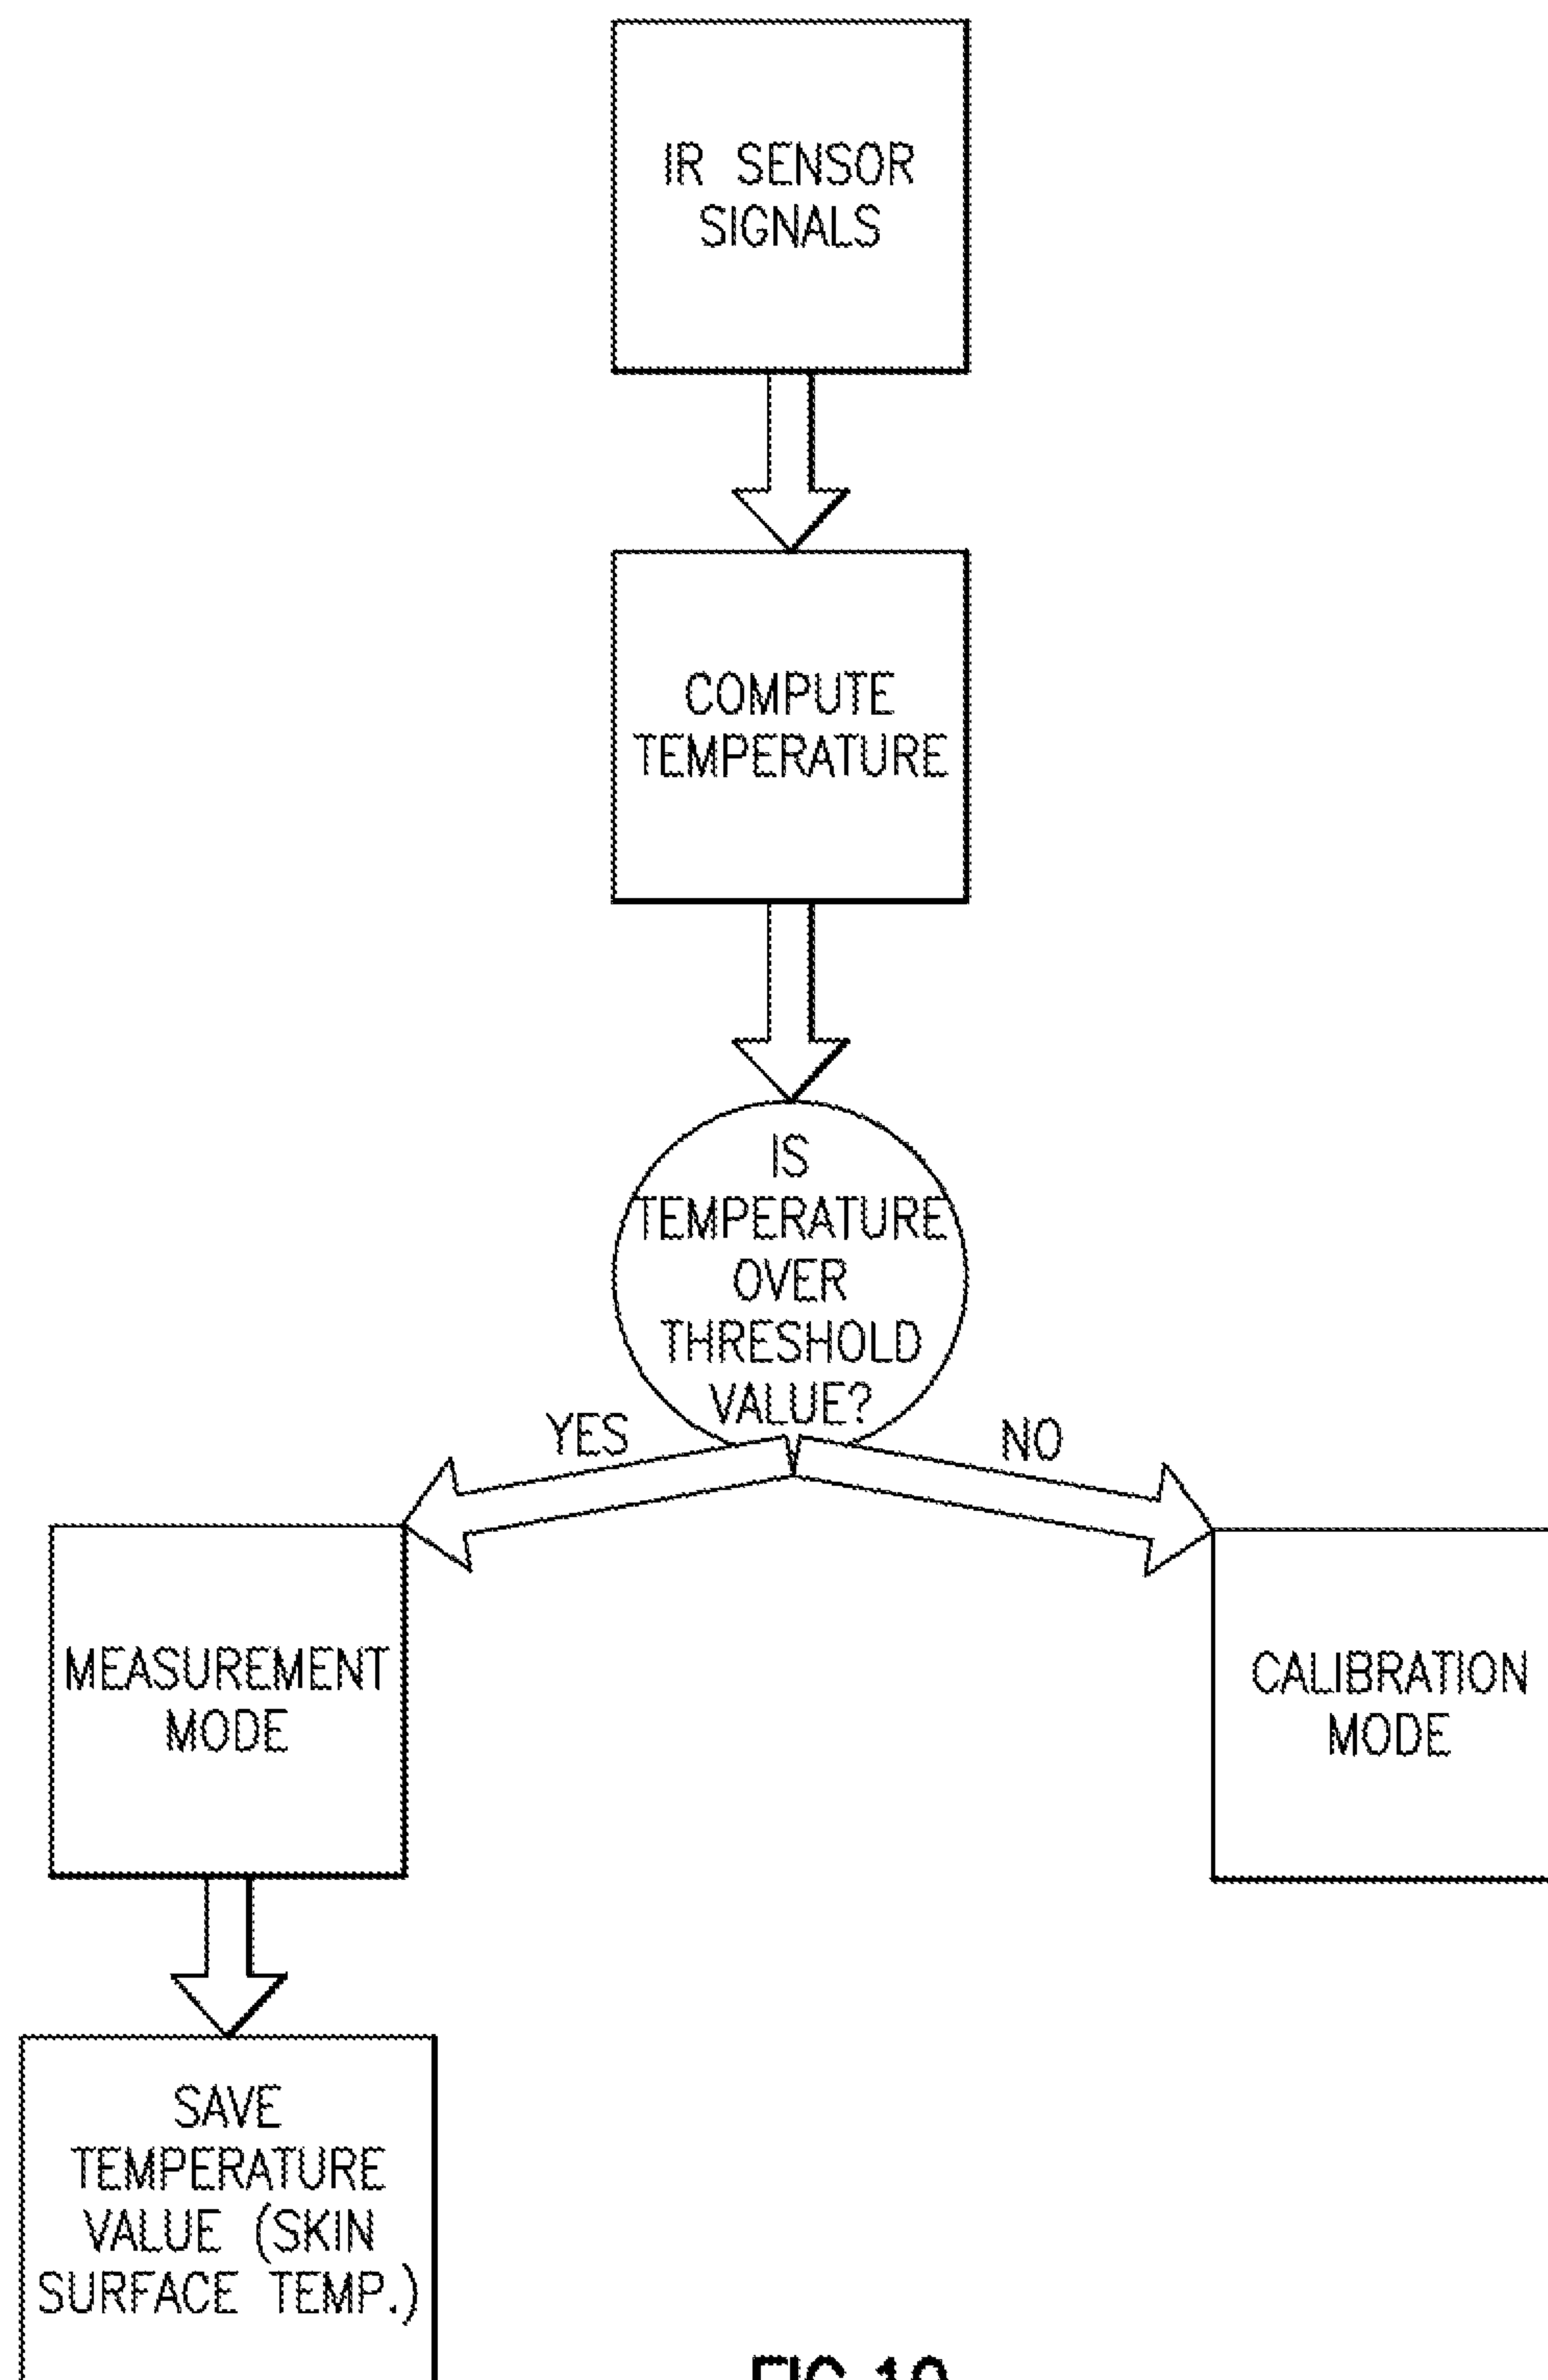 IR SENSOR
SIGNALS
COMPUTE
TEMPERATURE
IS
TEMPERATURE
OVER
THRESHOLD
VALUE?
YES
NO
MEASUREMENT
MODE
CALIBRATION
MODE
SAVE
TEMPERATURE
VALUE (SKIN
SURFACE TEMP.)